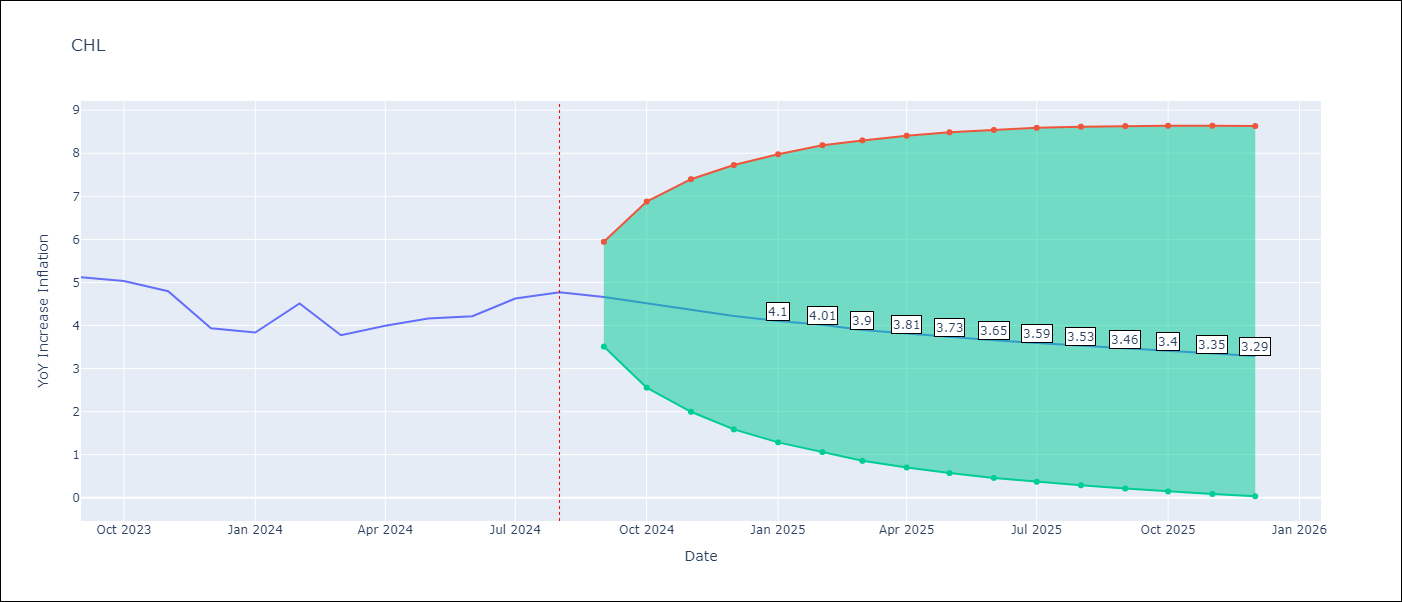 CHL
YoY Increase Inflation
9
8
7
6
5
4
3
2
1
0
4.1
4.01
3.9
3.81
3.73
3.65
3.59
3.53
3.46
3.4
3.35
3.29
Oct 2023
Jan 2024
Apr 2024
Jul 2024
Oct 2024
Jan 2025
Apr 2025
Jul 2025
Oct 2025
Jan 2026
Date